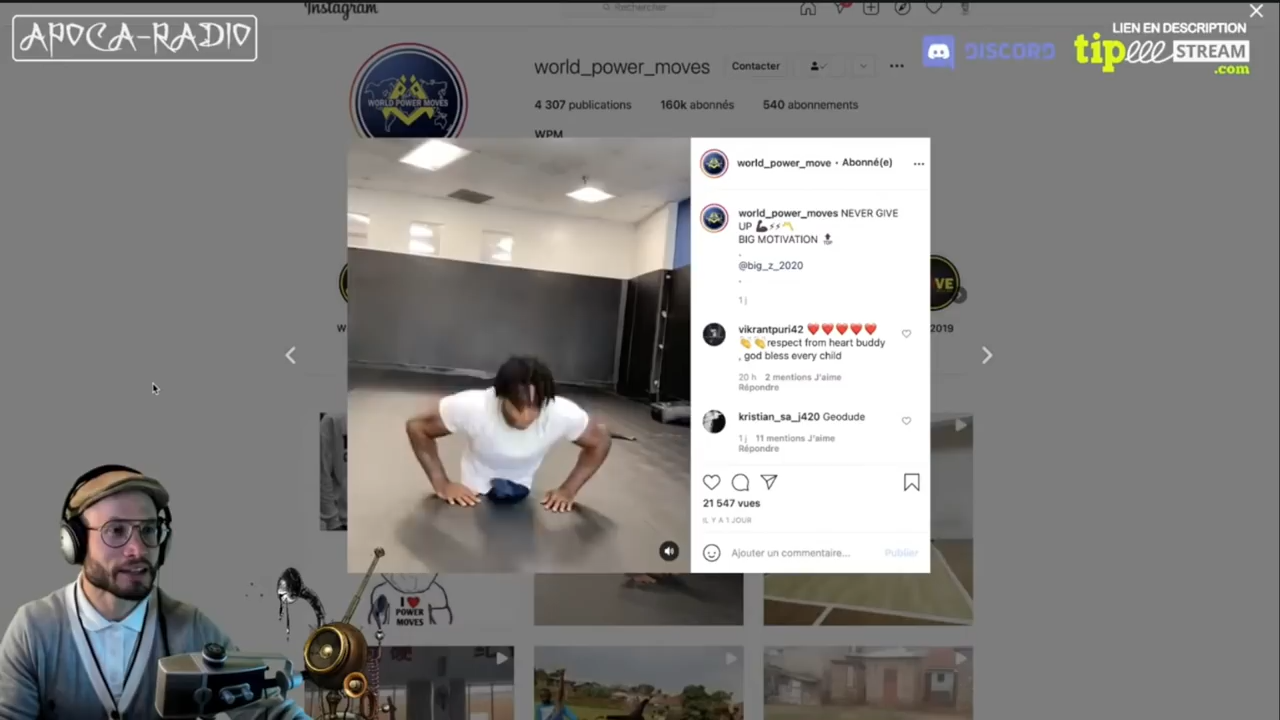 Instagram
Rechercher
APOCA-RADIO
DISCORD
LIEN EN DESCRIPTION
tipeee STREAM
.com
world_power_moves
Contacter
4 307 publications 160k abonnés 540 abonnements
WPM
WORLD POWER MOVES
world_power_move • Abonné(e)
world_power_moves NEVER GIVE
UP 💪⚡⚡〽️
BIG MOTIVATION 🔝
.
@big_z_2020
.
1 j
vikrantpuri42 ❤️❤️❤️❤️❤️
👏👏respect from heart buddy
, god bless every child
20 h 2 mentions J'aime
Répondre
kristian_sa_j420 Geodude
1 j 11 mentions J'aime
Répondre
21 547 vues
IL Y A 1 JOUR
Ajouter un commentaire...
Publier
W
VE
2019
I ❤ POWER MOVES